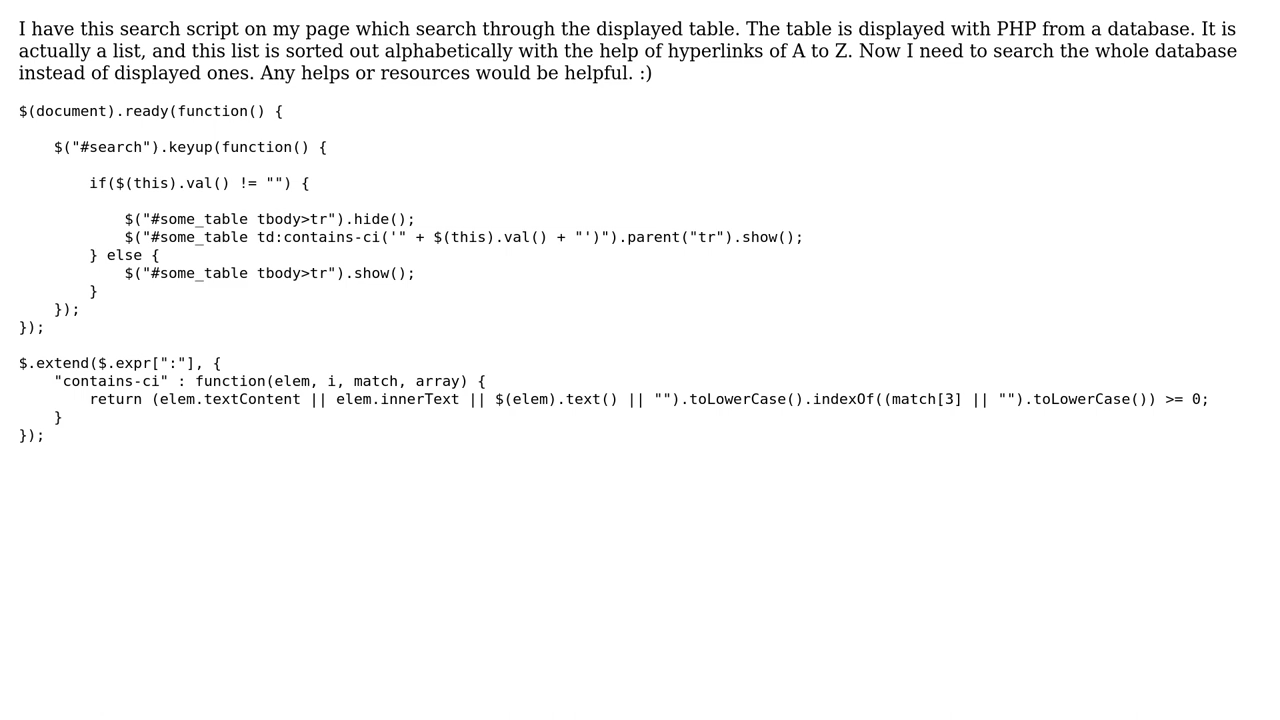 I have this search script on my page which search through the displayed table. The table is displayed with PHP from a database. It is
actually a list, and this list is sorted out alphabetically with the help of hyperlinks of A to Z. Now I need to search the whole database
instead of displayed ones. Any helps or resources would be helpful. :)
$(document).ready(function() {
    $("#search").keyup(function() {
        if($(this).val() != "") {
            $("#some_table tbody>tr").hide();
            $("#some_table td:contains-ci('" + $(this).val() + "')").parent("tr").show();
        } else {
            $("#some_table tbody>tr").show();
        }
    });
});
$.extend($.expr[":"], {
    "contains-ci" : function(elem, i, match, array) {
        return (elem.textContent || elem.innerText || $(elem).text() || "").toLowerCase().indexOf((match[3] || "").toLowerCase()) >= 0;
    }
});